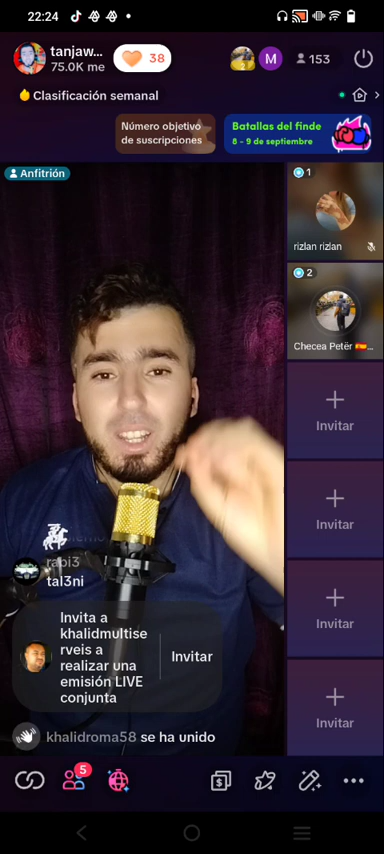 22:24
tanjaw...
75.0K me
38
2
M
153
Clasificación semanal
Número objetivo
de suscripciones
Batallas del finde
8 - 9 de septiembre
Anfitrión
1
rizlan rizlan
2
Checea Petër 🇪🇸...
Invitar
Invitar
Invitar
Invitar
rabi3
tal3ni
Invita a
khalidmultise
rveis a
realizar una
emisión LIVE
conjunta
Invitar
khalidroma58 se ha unido
5